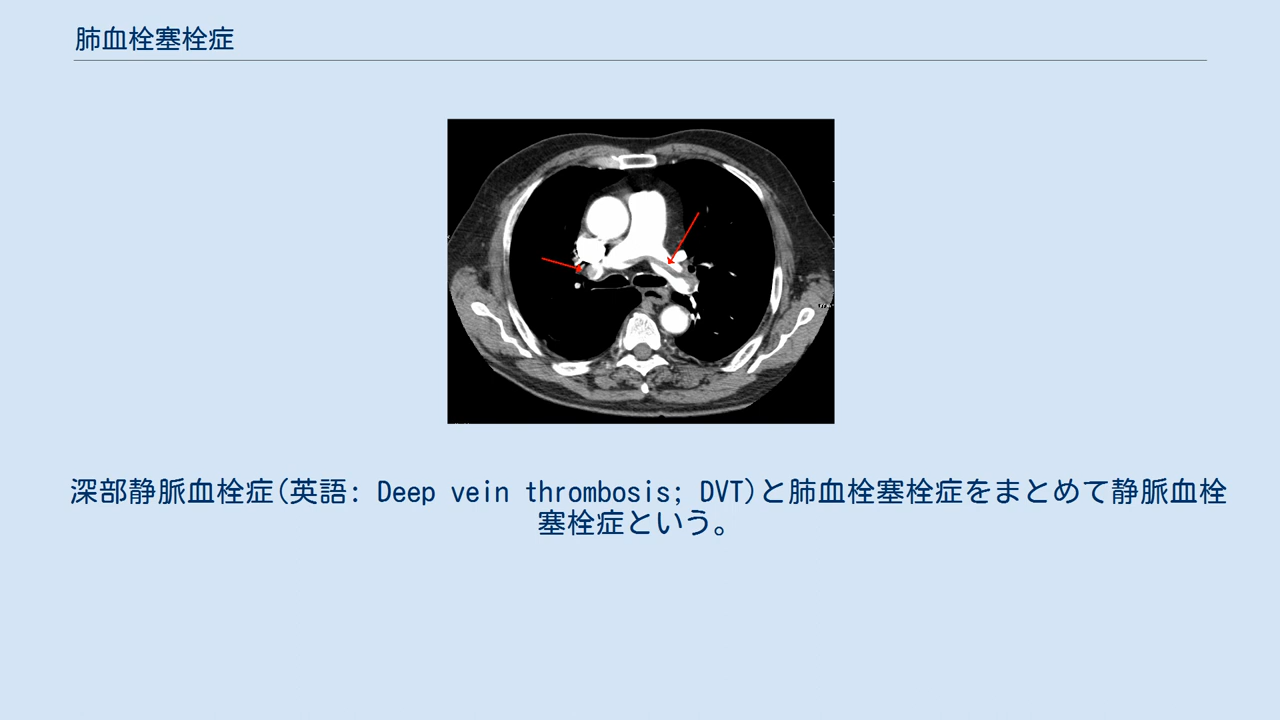 肺血栓塞栓症
深部静脈血栓症(英語: Deep vein thrombosis; DVT)と肺血栓塞栓症をまとめて静脈血栓
塞栓症という。